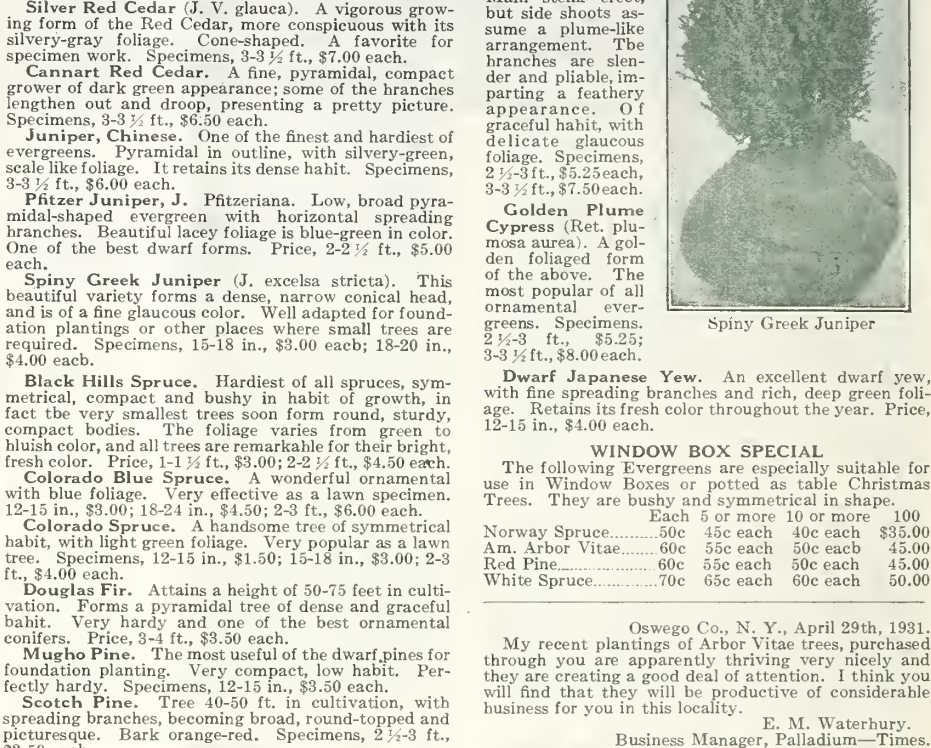 Silver Red Cedar (J. V. glauca). A vigorous grow-
ing form of the Red Cedar, more conspicuous with its
silvery-gray foliage. Cone-shaped. A favorite for
specimen work. Specimens, 3-3 ½ ft., $7.00 each.
Cannart Red Cedar. A fine, pyramidal, compact
grower of dark green appearance; some of the branches
lengthen out and droop, presenting a pretty picture.
Specimens, 3-3 ½ ft., $6.50 each.
Juniper, Chinese. One of the finest and hardiest of
evergreens. Pyramidal in outline, with silvery-green,
scale like foliage. It retains its dense habit. Specimens,
3-3 ½ ft., $6.00 each.
Pfitzer Juniper, J. Pfitzeriana. Low, broad pyra-
midal-shaped evergreen with horizontal spreading
branches. Beautiful lacey foliage is blue-green in color.
One of the best dwarf forms. Price, 2-2 ½ ft., $5.00
each.
Spiny Greek Juniper (J. excelsa stricta). This
beautiful variety forms a dense, narrow conical head,
and is of a fine glaucous color. Well adapted for found-
ation plantings or other places where small trees are
required. Specimens, 15-18 in., $3.00 eacb; 18-20 in.,
$4.00 eacb.
Black Hills Spruce. Hardiest of all spruces, sym-
metrical, compact and bushy in habit of growth, in
fact tbe very smallest trees soon form round, sturdy,
compact bodies. The foliage varies from green to
bluish color, and all trees are remarkable for their bright,
fresh color. Price, 1-1 ½ ft., $3.00; 2-2 ½ ft., $4.50 each.
Colorado Blue Spruce. A wonderful ornamental
with blue foliage. Very effective as a lawn specimen.
12-15 in., $3.00; 18-24 in., $4.50; 2-3 ft., $6.00 each.
Colorado Spruce. A handsome tree of symmetrical
habit, with light green foliage. Very popular as a lawn
tree. Specimens, 12-15 in., $1.50; 15-18 in., $3.00; 2-3
ft., $4.00 each.
Douglas Fir. Attains a height of 50-75 feet in culti-
vation. Forms a pyramidal tree of dense and graceful
bahit. Very hardy and one of the best ornamental
conifers. Price, 3-4 ft., $3.50 each.
Mugho Pine. The most useful of the dwarf pines for
foundation planting. Very compact, low habit. Per-
fectly hardy. Specimens, 12-15 in., $3.50 each.
Scotch Pine. Tree 40-50 ft. in cultivation, with
spreading branches, becoming broad, round-topped and
picturesque. Bark orange-red. Specimens, 2 ½-3 ft.,
but side shoots as-
sume a plume-like
arrangement. Tbe
hranches are slen-
der and pliable, im-
parting a feathery
appearance. Of
graceful hahit, with
delicate glaucous
foliage. Specimens,
2 ½-3 ft., $5.25 each,
3-3 ½ ft., $7.50 each.
Golden Plume
Cypress (Ret. plu-
mosa aurea). A gol-
den foliaged form
of the above. The
most popular of all
ornamental ever-
greens. Specimens.
2 ½-3 ft., $5.25;
3-3 ½ ft., $8.00 each.
Spiny Greek Juniper
Dwarf Japanese Yew. An excellent dwarf yew,
with fine spreading branches and rich, deep green foli-
age. Retains its fresh color throughout the year. Price,
12-15 in., $4.00 each.
WINDOW BOX SPECIAL
The following Evergreens are especially suitable for
use in Window Boxes or potted as table Christmas
Trees. They are bushy and symmetrical in shape.
Each 5 or more 10 or more 100
Norway Spruce........50c 45c each 40c each $35.00
Am. Arbor Vitae........60c 55c each 50c eacb 45.00
Red Pine................60c 55c each 50c each 45.00
White Spruce...........70c 65c each 60c each 50.00
Oswego Co., N. Y., April 29th, 1931.
My recent plantings of Arbor Vitae trees, purchased
through you are apparently thriving very nicely and
they are creating a good deal of attention. I think you
will find that they will be productive of considerable
business for you in this locality.
E. M. Waterbury.
Business Manager, Palladium—Times,